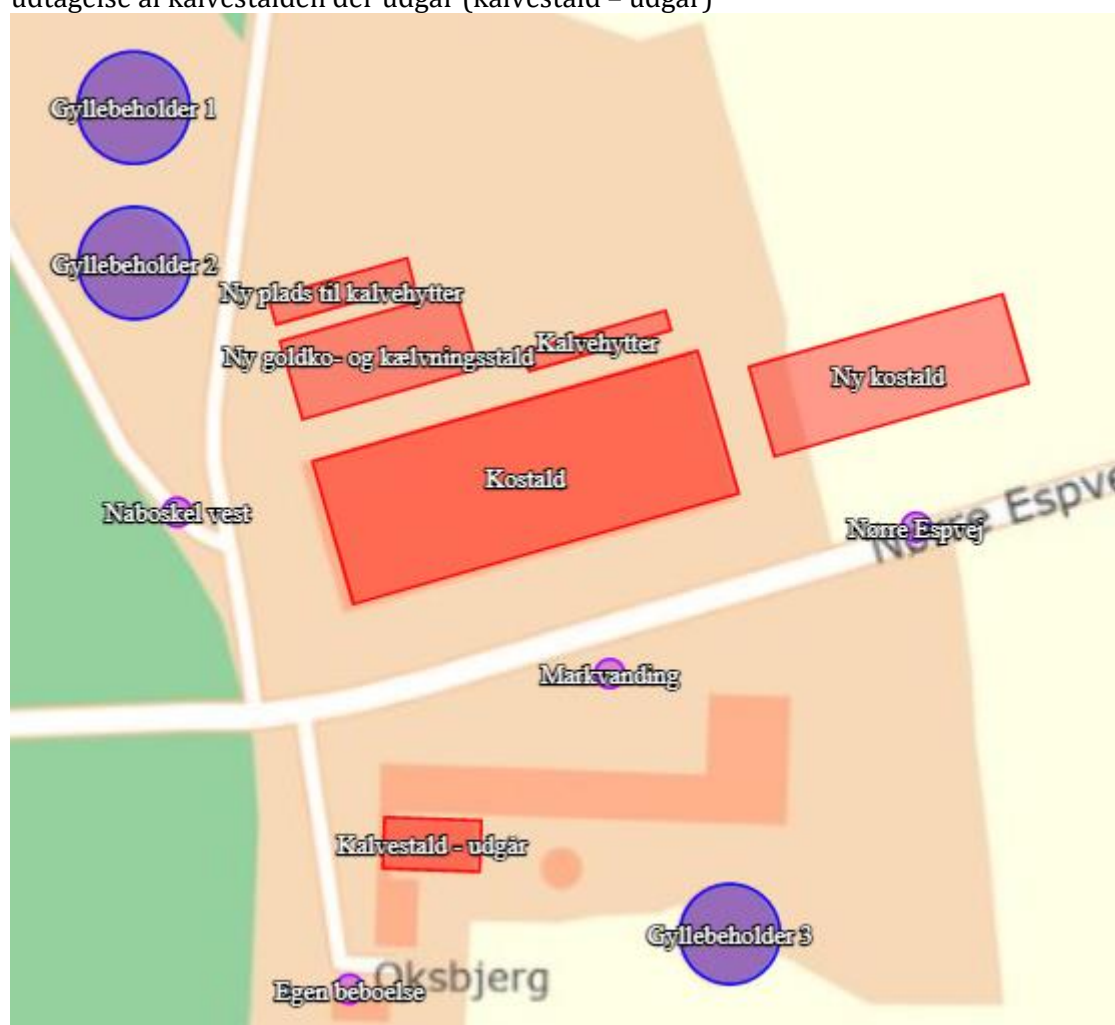 udtagelse af kalvestalden der udgår (kalvestald – udgår)
Gyllebeholder 1
Gyllebeholder 2
Ny plads til kalvehytter
Kalvehytter
Ny goldko- og kælvningsstald
Ny kostald
Kostald
Naboskel vest
Nørre Espvej
Nørre Espve
Markvanding
Kalvestald - udgår
Gyllebeholder 3
Oksbjerg
Egen beboelse